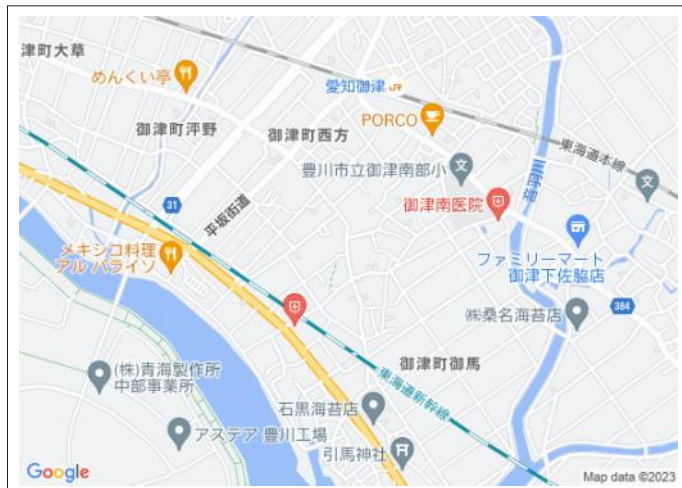 津町大草
めんくい亭
愛知御津
JR
PORCO
御津町泙野
御津町西方
東海道本線
豊川市立御津南部小
文
文
音羽川
31
平坂街道
御津南医院
メキシコ料理
アル パライソ
ファミリーマート
御津下佐脇店
384
㈱桑名海苔店
(株)青海製作所
中部事業所
御津町御馬
東海道新幹線
石黒海苔店
アステア 豊川工場
引馬神社
Google
Map data ©2023